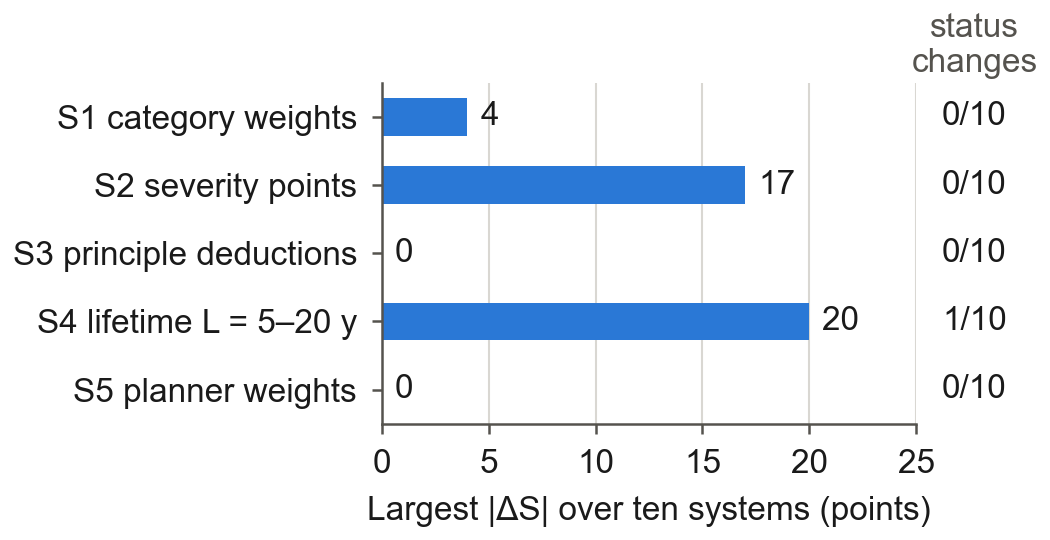 status
changes
S1 category weights 4 0/10
S2 severity points 17 0/10
S3 principle deductions 0 0/10
S4 lifetime L = 5–20 y 20 1/10
S5 planner weights 0 0/10
0 5 10 15 20 25
Largest |ΔS| over ten systems (points)